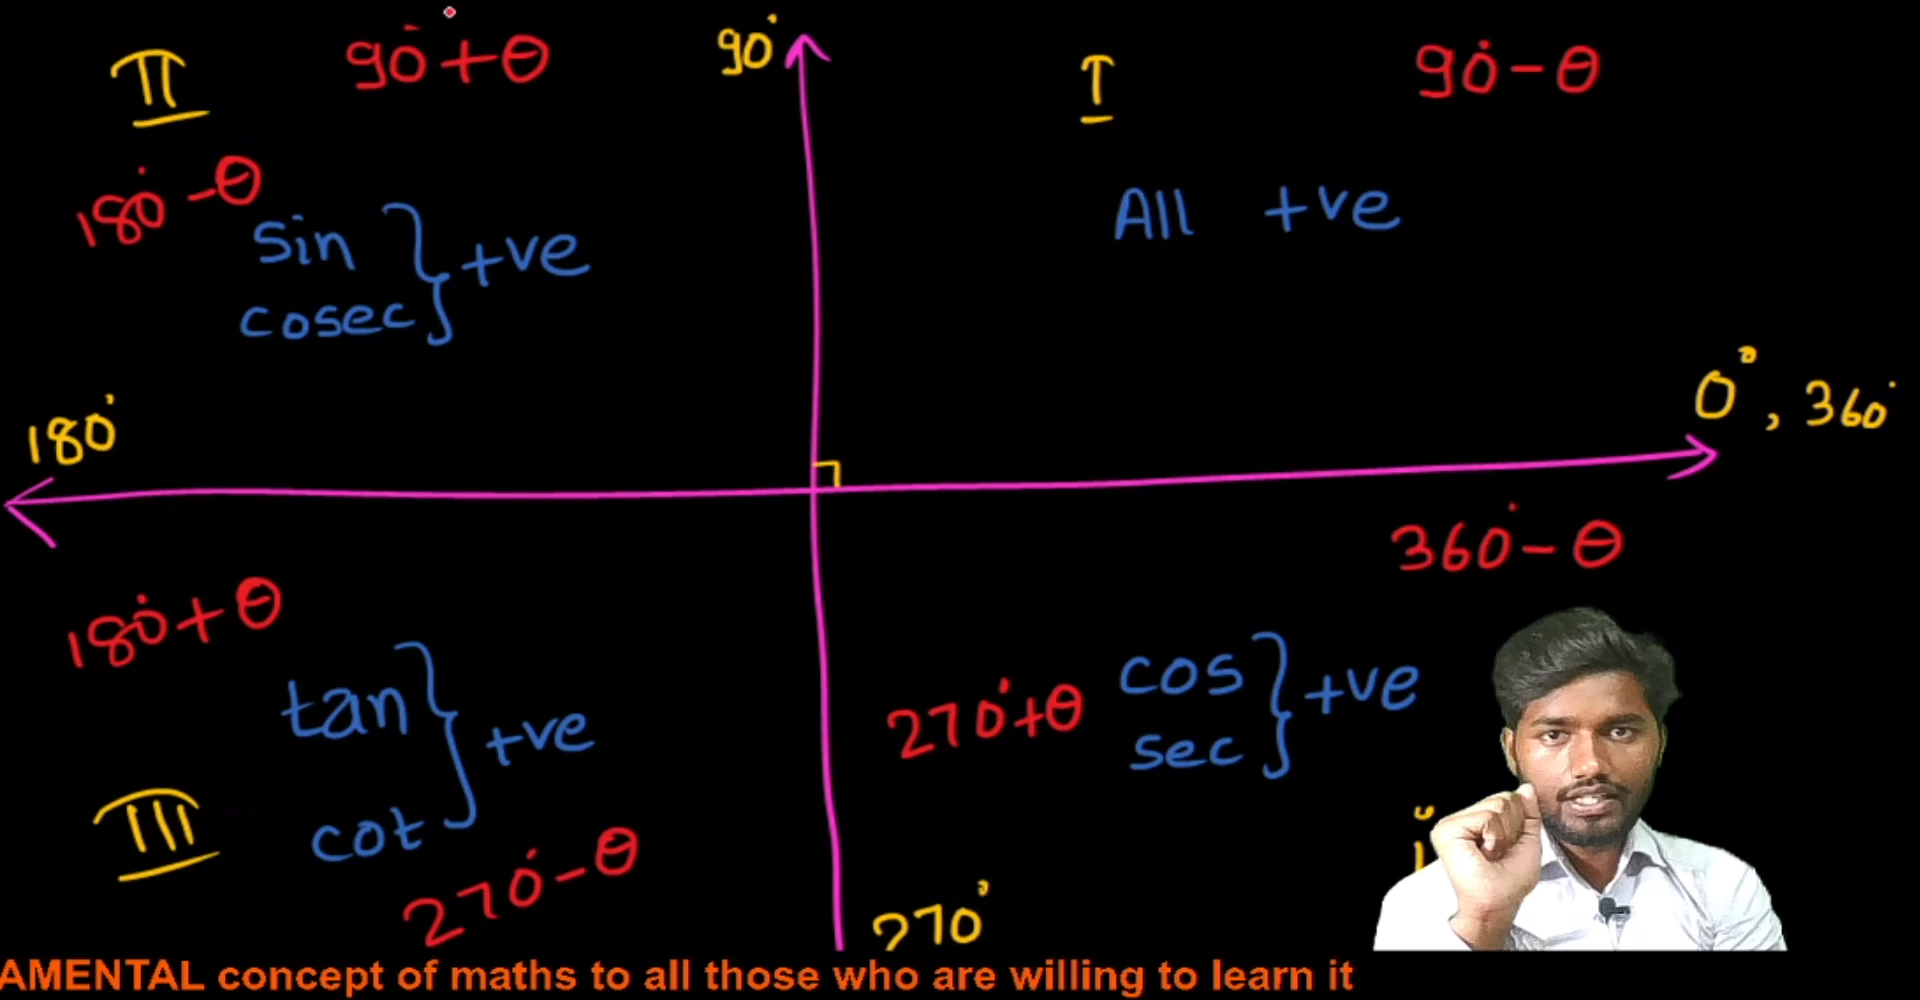 II 90°+θ 90° I 90°-θ
180°-θ
sin
cosec } +ve
All +ve
180°
0°, 360°
180°+θ
tan
cot } +ve
III
270°-θ
360°-θ
270°+θ
cos
sec } +ve
270°
AMENTAL concept of maths to all those who are willing to learn it